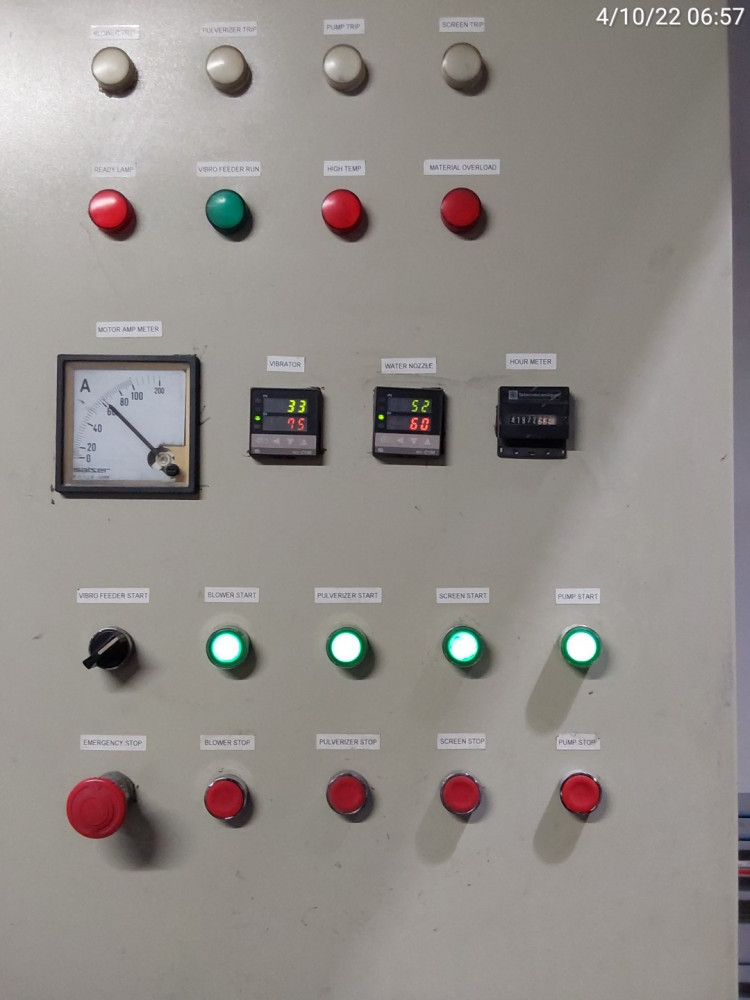 4/10/22 06:57
PULVERIZER TRIP
PUMP TRIP
SCREEN TRIP
READY LAMP
VIBRO FEEDER RUN
HIGH TEMP
MATERIAL OVERLOAD
MOTOR AMP METER
VIBRATOR
WATER NOZZLE
HOUR METER
A
0
20
40
60
80
100
200
33
75
52
60
VIBRO FEEDER START
BLOWER START
PULVERIZER START
SCREEN START
PUMP START
EMERGENCY STOP
BLOWER STOP
PULVERIZER STOP
SCREEN STOP
PUMP STOP